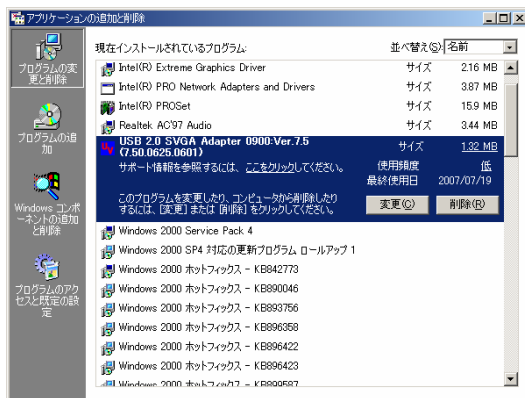 アプリケーションの追加と削除
プログラムの変
更と削除
プログラムの追
加
Windows コンポ
ーネントの追加
と削除
プログラムのアク
セスと既定の設
定
現在インストールされているプログラム:
並べ替え(S): 名前
Intel(R) Extreme Graphics Driver サイズ 2.16 MB
Intel(R) PRO Network Adapters and Drivers サイズ 3.87 MB
Intel(R) PROSet サイズ 15.9 MB
Realtek AC'97 Audio サイズ 3.44 MB
USB 2.0 SVGA Adapter 0900:Ver.7.5
(7.50.0625.0601) サイズ 1.32 MB
サポート情報を参照するには、ここをクリックしてください。 使用頻度 低
最終使用日 2007/07/19
このプログラムを変更したり、コンピュータから削除したり
するには、[変更] または [削除] をクリックしてください。
変更(C) 削除(R)
Windows 2000 Service Pack 4
Windows 2000 SP4 対応の更新プログラム ロールアップ 1
Windows 2000 ホットフィックス - KB842773
Windows 2000 ホットフィックス - KB890046
Windows 2000 ホットフィックス - KB893756
Windows 2000 ホットフィックス - KB896358
Windows 2000 ホットフィックス - KB896422
Windows 2000 ホットフィックス - KB896423
Windows 2000 ホットフィックス - KB899587